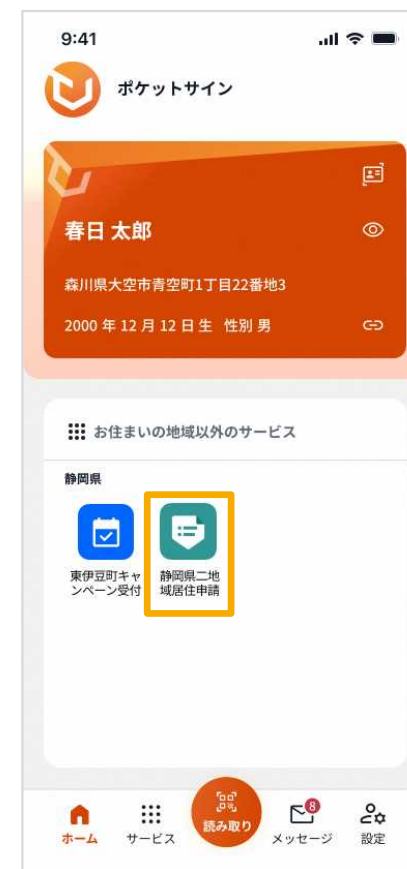 9:41
ポケットサイン
春日 太郎
森川県大空市青空町1丁目22番地3
2000 年 12 月 12 日 生 性別 男
お住まいの地域以外のサービス
静岡県
東伊豆町キャンペーン受付
静岡県二地域居住申請
読み取り
8
ホーム
サービス
メッセージ
設定